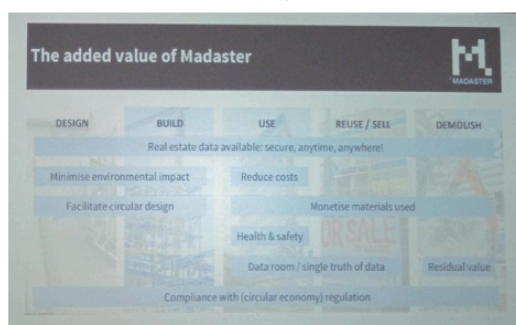 The added value of Madaster
M.
MADASTER
DESIGN BUILD USE REUSE / SELL DEMOLISH
Real estate data available: secure, anytime, anywhere!
Minimise environmental impact Reduce costs
Facilitate circular design Monetise materials used
Health & safety
OR SALE
Data room / single truth of data Residual value
Compliance with (circular economy) regulation